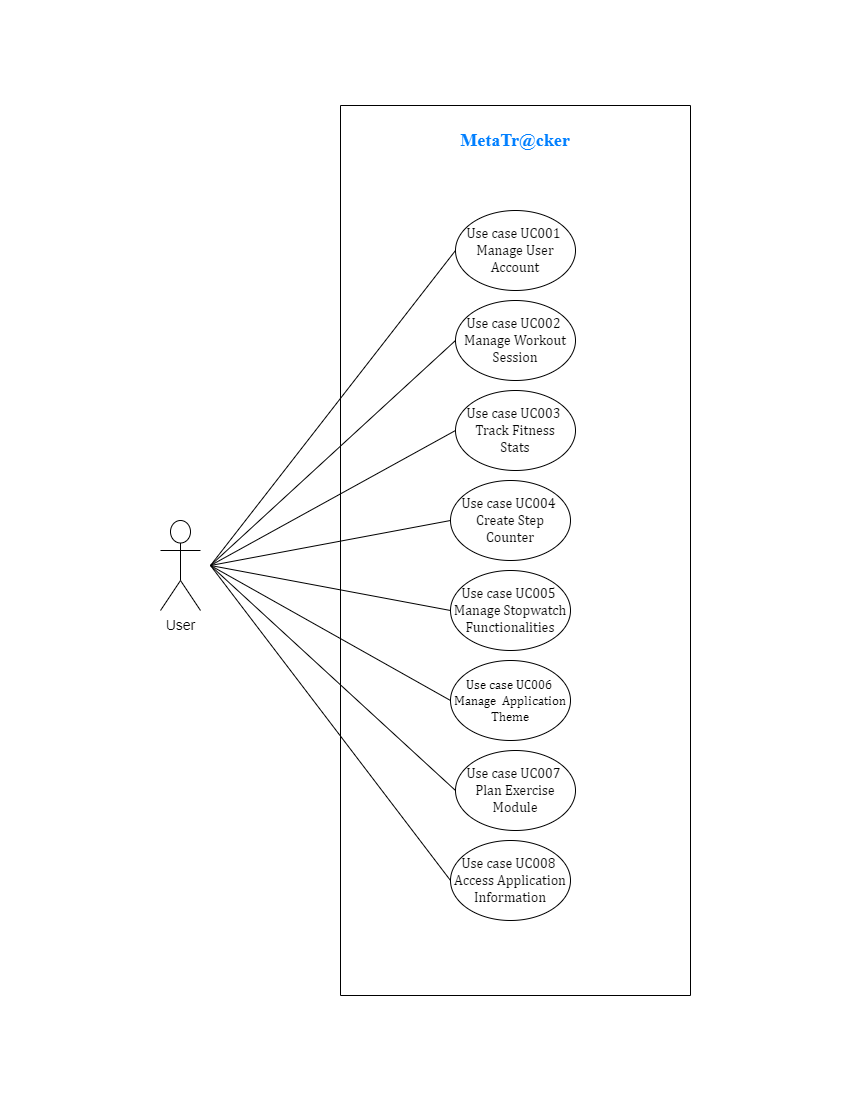 MetaTr@cker
Use case UC001
Manage User
Account
Use case UC002
Manage Workout
Session
Use case UC003
Track Fitness
Stats
Use case UC004
Create Step
Counter
Use case UC005
Manage Stopwatch
Functionalities
User
Use case UC006
Manage Application
Theme
Use case UC007
Plan Exercise
Module
Use case UC008
Access Application
Information